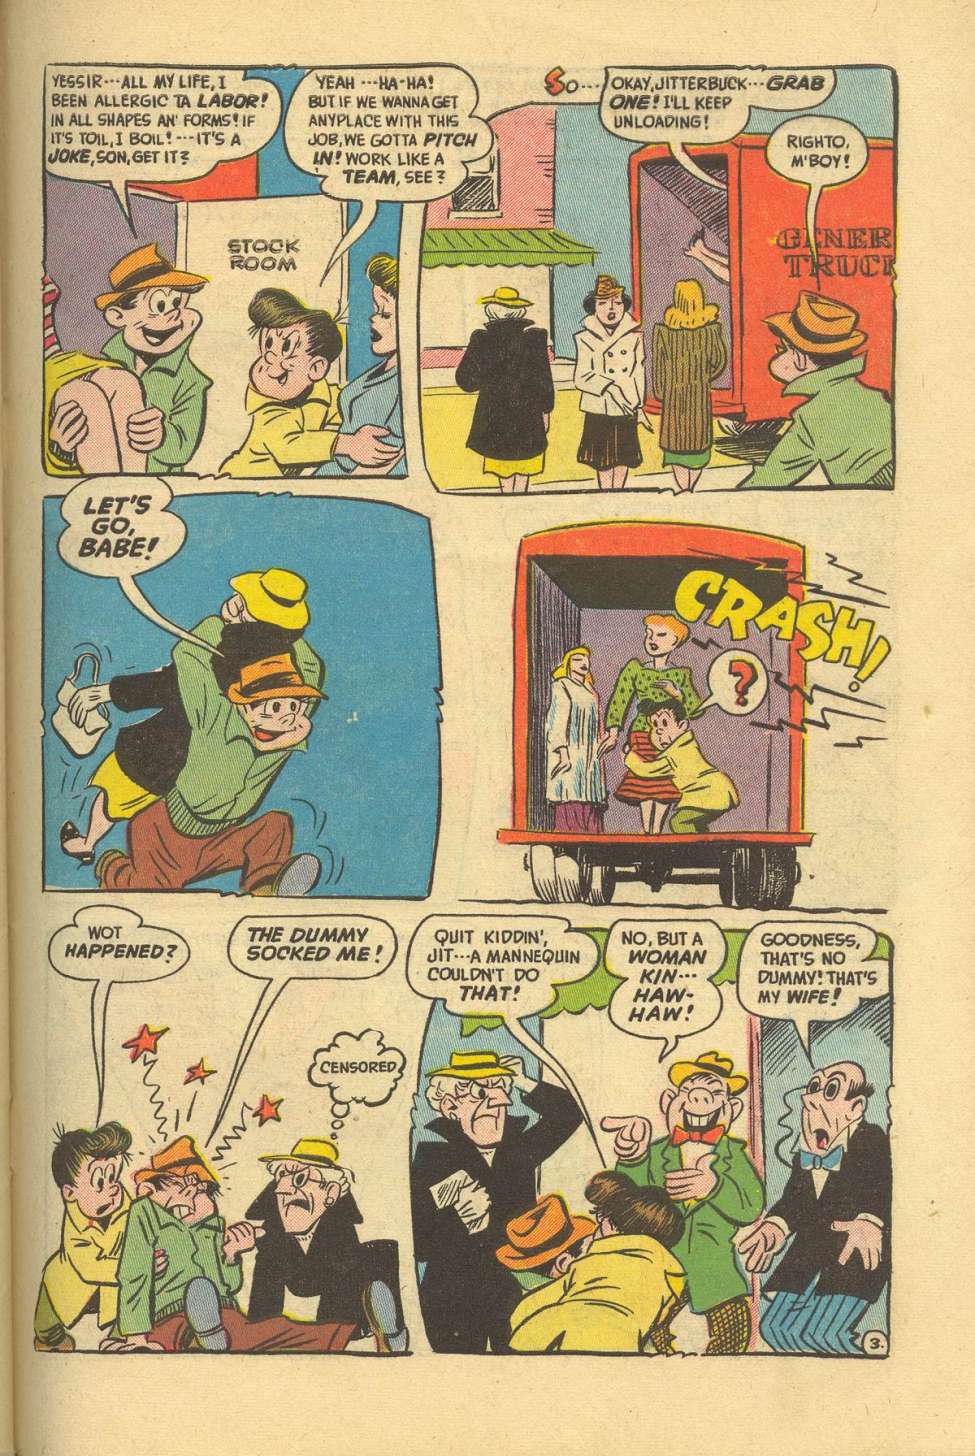 YESSIR---ALL MY LIFE, I
BEEN ALLERGIC TA LABOR!
IN ALL SHAPES AN' FORMS! IF
IT'S TOIL, I BOIL!---IT'S A
JOKE, SON, GET IT?
YEAH---HA-HA!
BUT IF WE WANNA GET
ANYPLACE WITH THIS
JOB, WE GOTTA PITCH
IN! WORK LIKE A
TEAM, SEE?
STOCK
ROOM
SO...
OKAY, JITTERBUCK---GRAB
ONE! I'LL KEEP
UNLOADING!
RIGHTO,
M'BOY!
GENER
TRUCK
LET'S
GO,
BABE!
CRASH!
?
WOT
HAPPENED?
THE DUMMY
SOCKED ME!
CENSORED
QUIT KIDDIN',
JIT---A MANNEQUIN
COULDN'T DO
THAT!
NO, BUT A
WOMAN
KIN---
HAW-
HAW!
GOODNESS,
THAT'S NO
DUMMY! THAT'S
MY WIFE!
3.